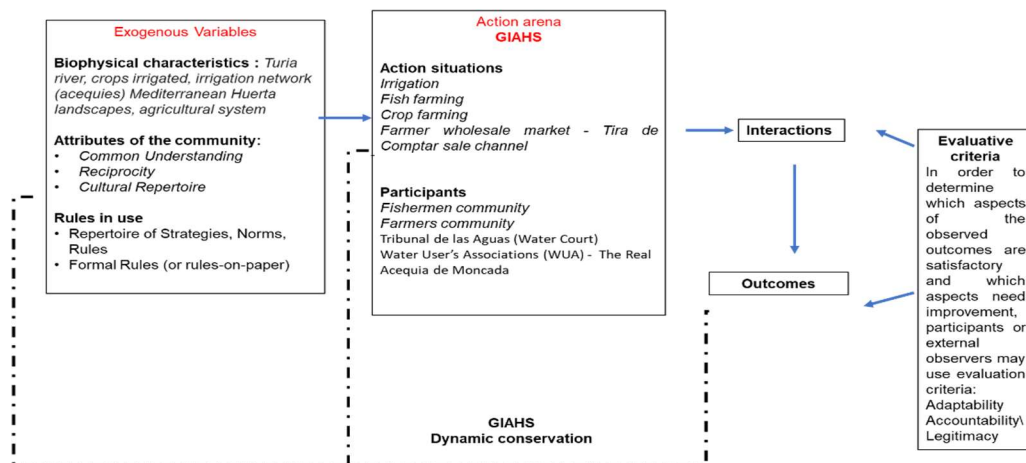 Exogenous Variables
Biophysical characteristics : Turia
river, crops irrigated, irrigation network
(acequies) Mediterranean Huerta
landscapes, agricultural system
Attributes of the community:
• Common Understanding
• Reciprocity
• Cultural Repertoire
Rules in use
• Repertoire of Strategies, Norms,
Rules
• Formal Rules (or rules-on-paper)
Action arena
GIAHS
Action situations
Irrigation
Fish farming
Crop farming
Farmer wholesale market - Tira de
Comptar sale channel
Participants
Fishermen community
Farmers community
Tribunal de las Aguas (Water Court)
Water User's Associations (WUA) - The Real
Acequia de Moncada
Interactions
Outcomes
Evaluative
criteria
In order to
determine
which aspects
of the
observed
outcomes are
satisfactory
and which
aspects need
improvement,
participants or
external
observers may
use evaluation
criteria:
Adaptability
Accountability\
Legitimacy
GIAHS
Dynamic conservation